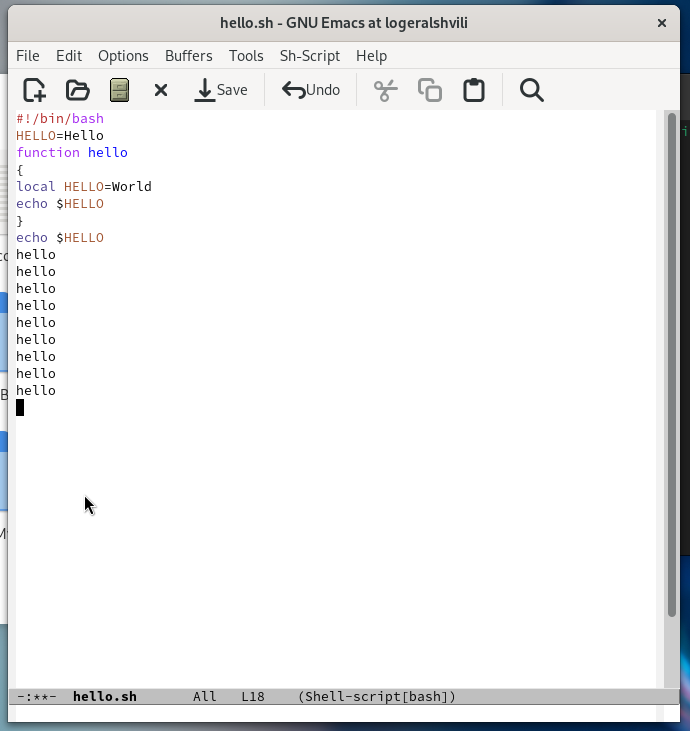 hello.sh - GNU Emacs at logeralshvili
File Edit Options Buffers Tools Sh-Script Help
Save Undo
#!/bin/bash
HELLO=Hello
function hello
{
local HELLO=World
echo $HELLO
}
echo $HELLO
hello
hello
hello
hello
hello
hello
hello
hello
hello
-:**- hello.sh All L18 (Shell-script[bash])